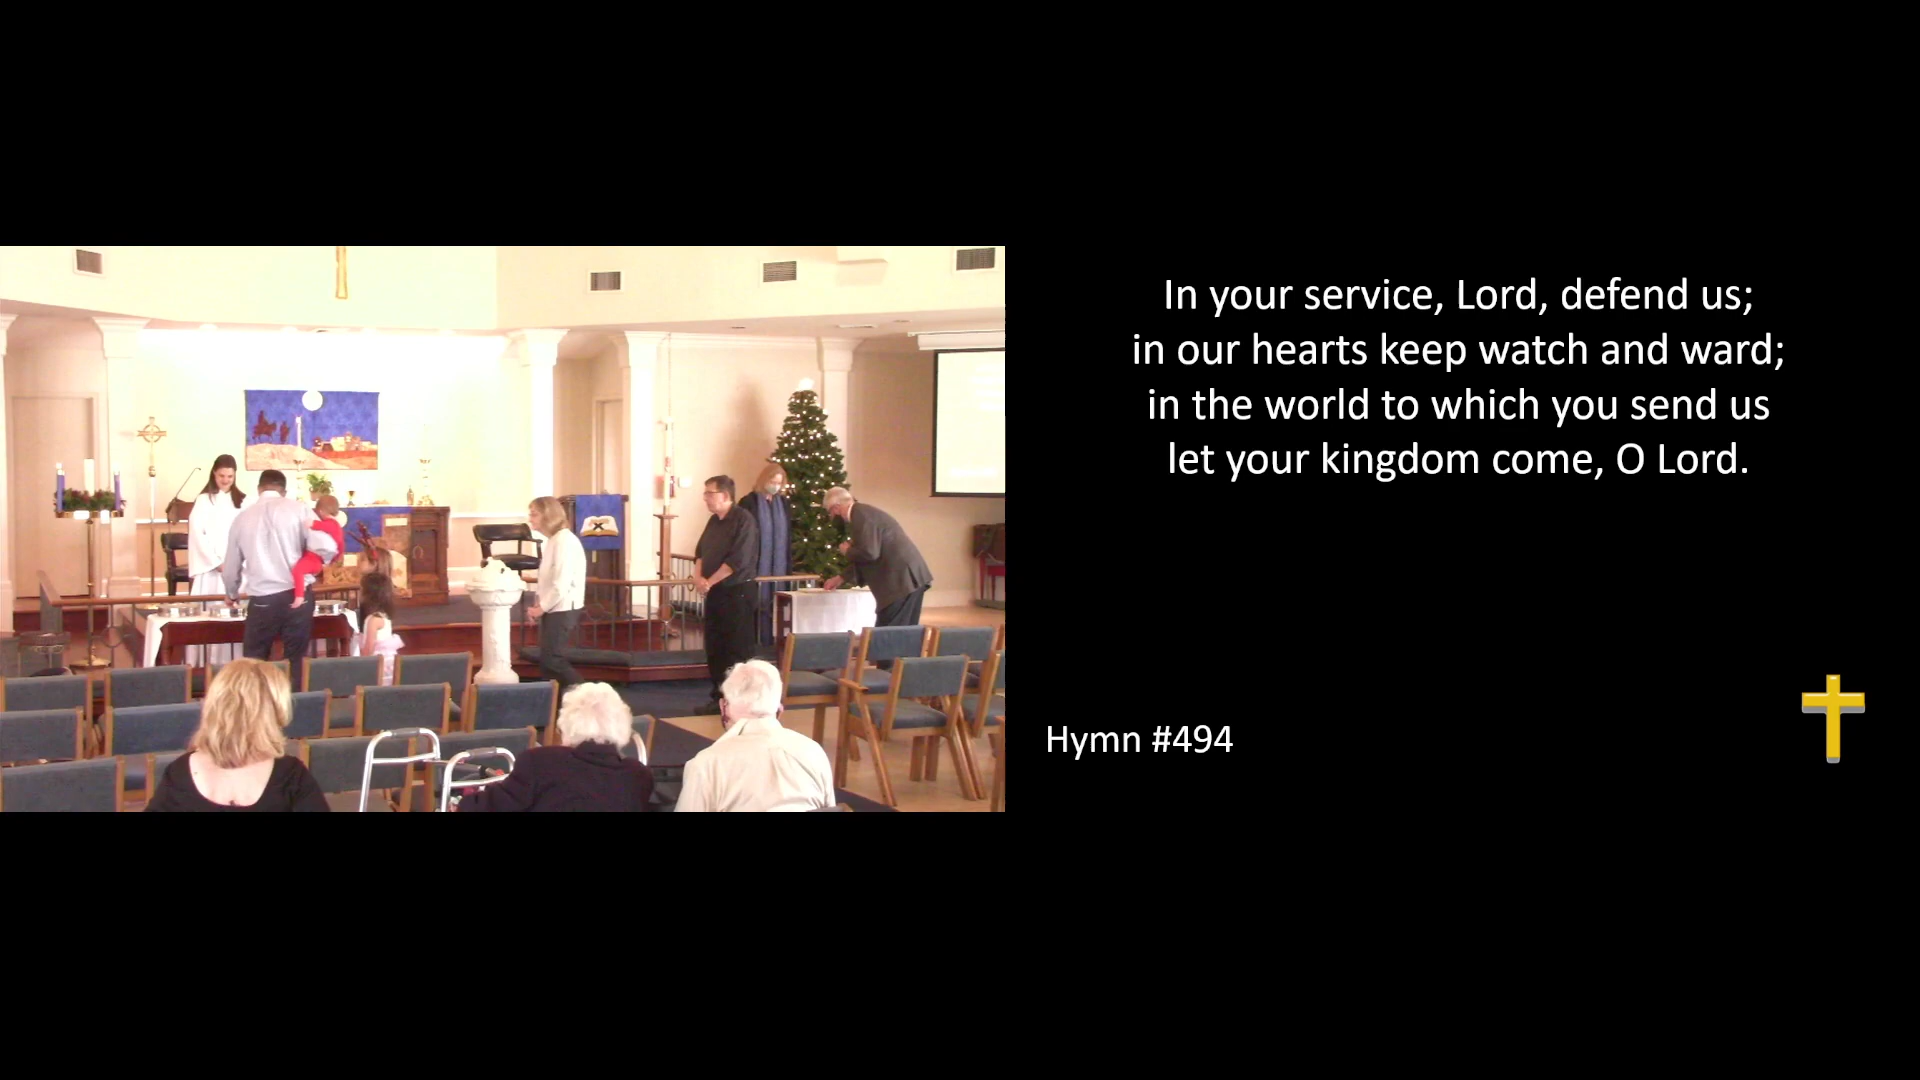 In your service, Lord, defend us;
in our hearts keep watch and ward;
in the world to which you send us
let your kingdom come, O Lord.
Hymn #494